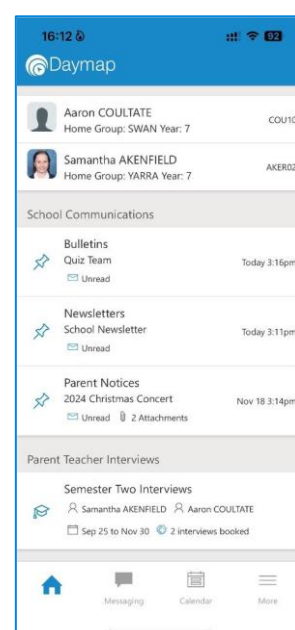 16:12 92
Daymap
Aaron COULTATE
Home Group: SWAN Year: 7 COU10
Samantha AKENFIELD
Home Group: YARRA Year: 7 AKER02
School Communications
Bulletins
Quiz Team Today 3:16pm
Unread
Newsletters
School Newsletter Today 3:11pm
Unread
Parent Notices
2024 Christmas Concert Nov 18 3:14pm
Unread 2 Attachments
Parent Teacher Interviews
Semester Two Interviews
Samantha AKENFIELD Aaron COULTATE
Sep 25 to Nov 30 2 interviews booked
Messaging Calendar More